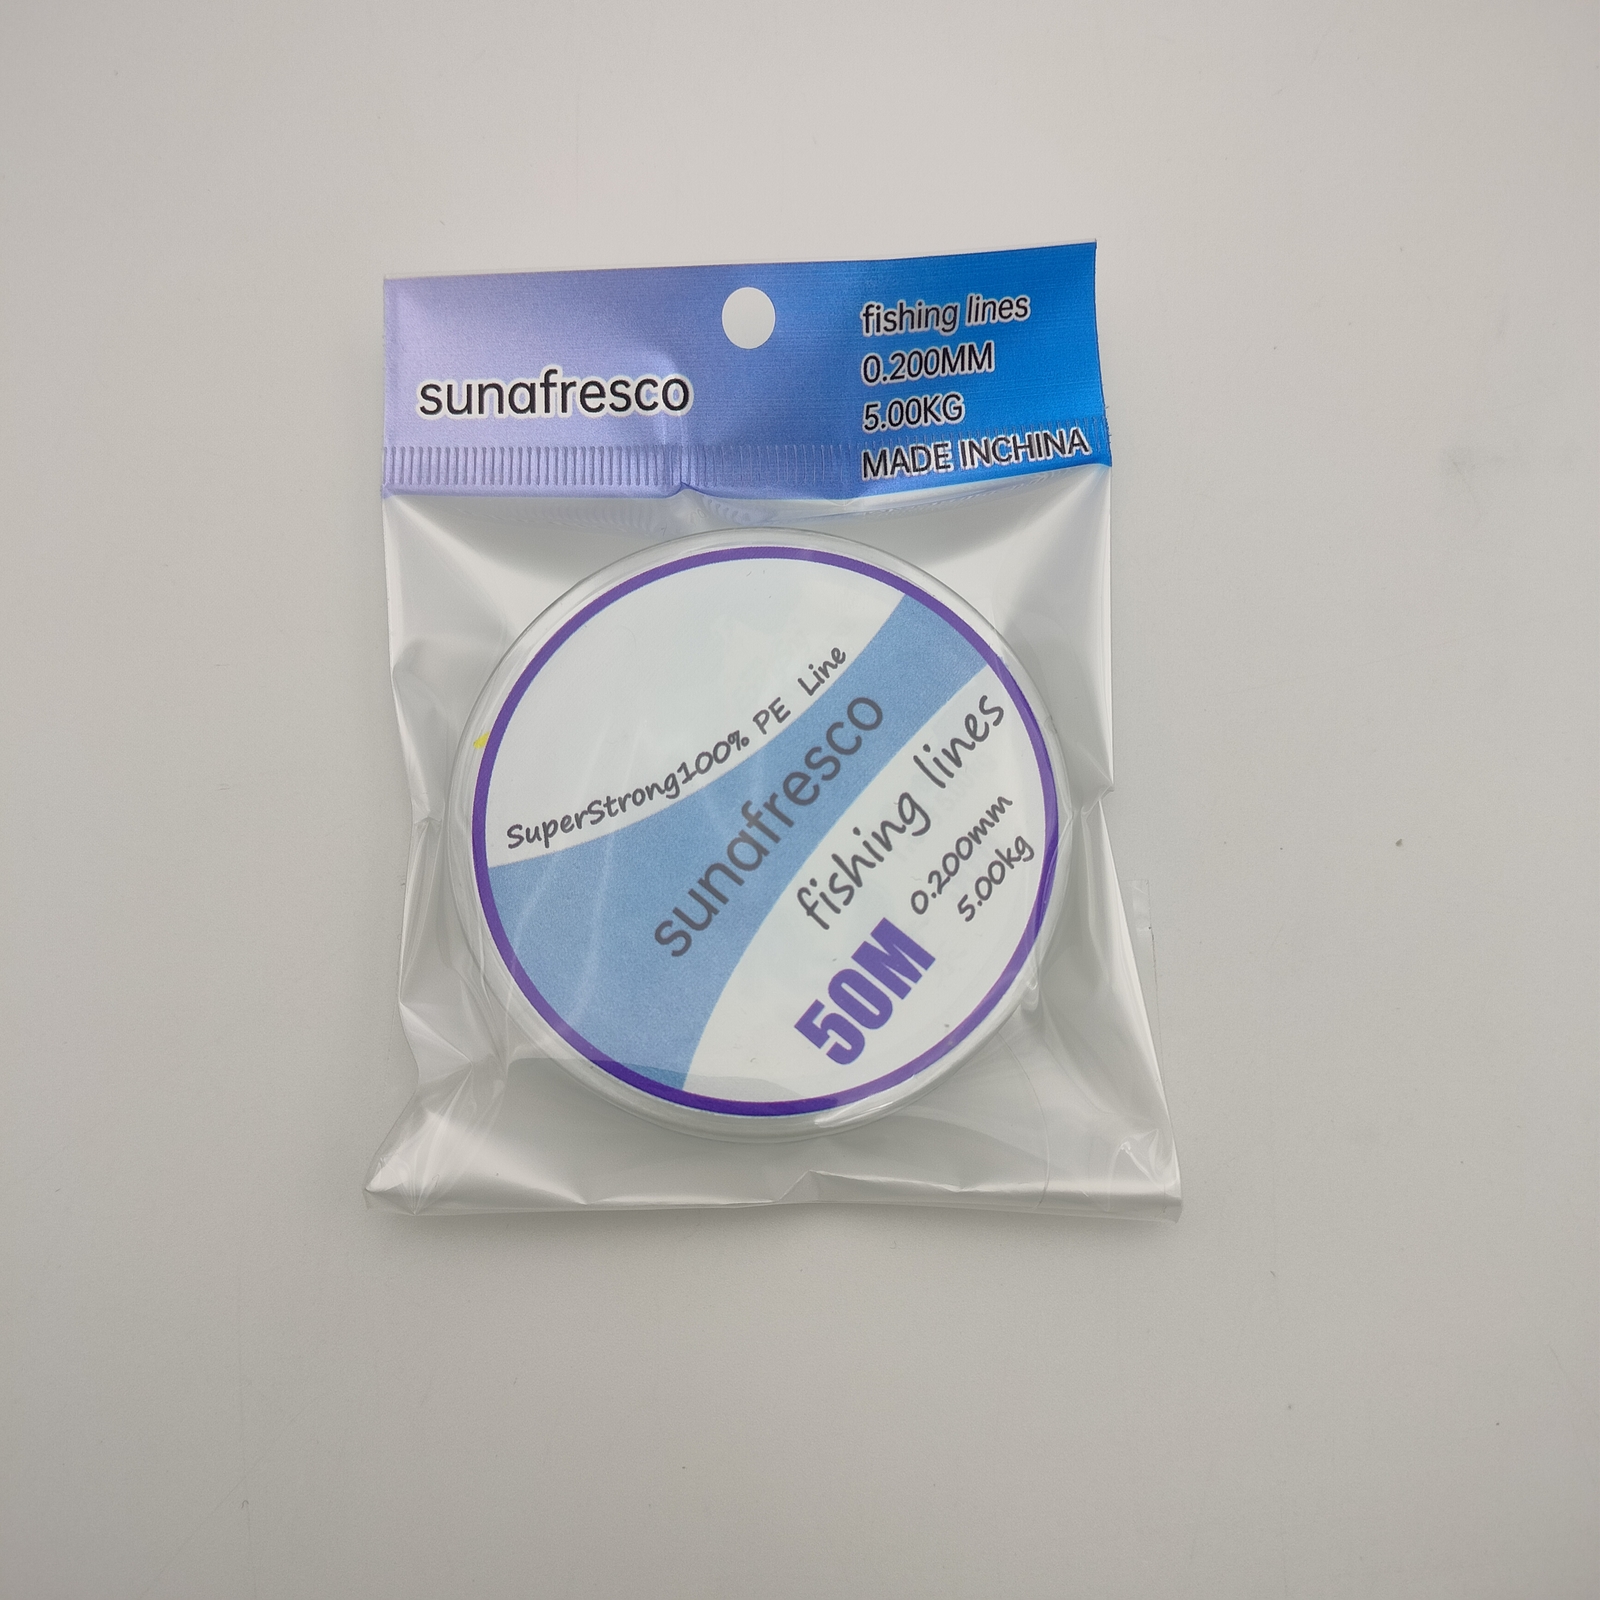 sunafresco
fishing lines
0.200MM
5.00KG
MADE INCHINA
SuperStrong100% PE Line
sunafresco
fishing lines
0.200mm
5.00kg
50M